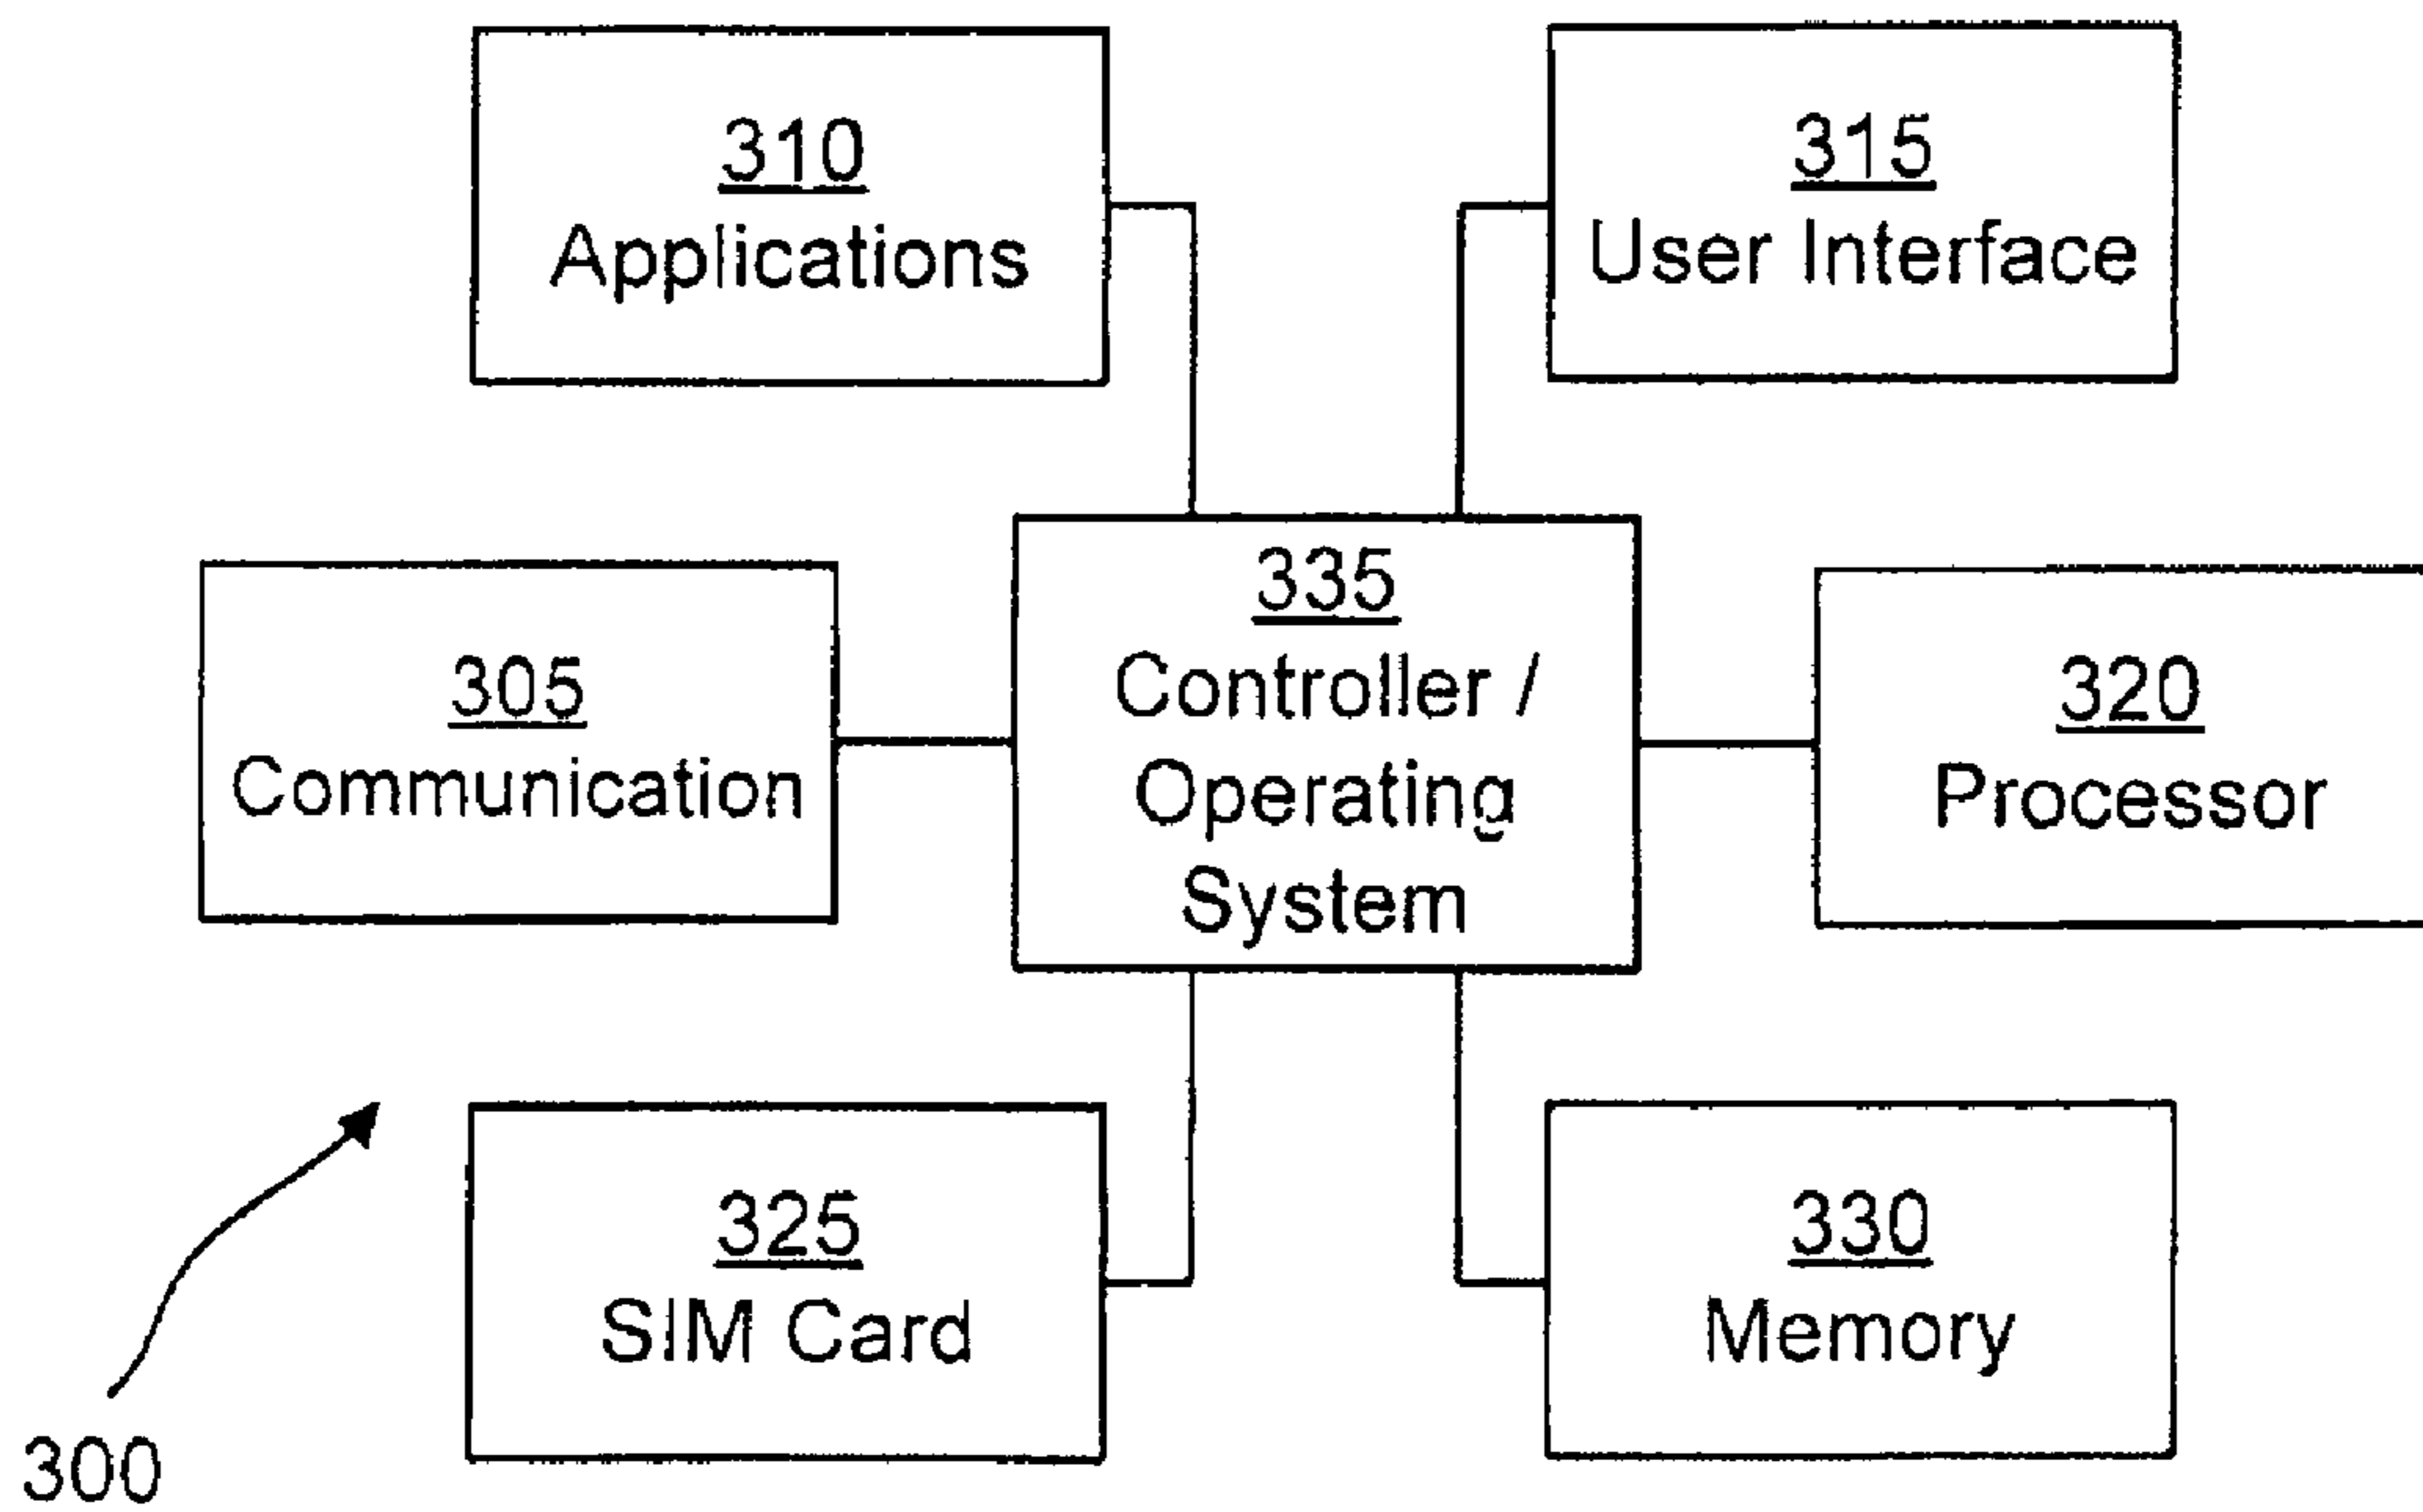 310
Applications
315
User Interface
305
Communication
335
Controller /
Operating
System
320
Processor
325
SIM Card
330
Memory
300